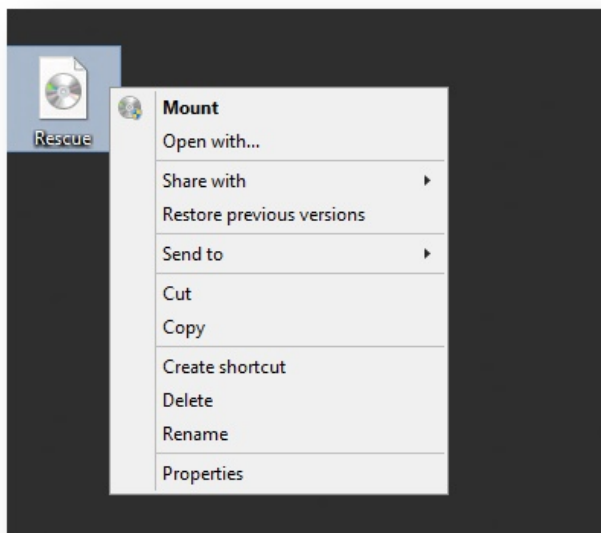 Rescue
Mount
Open with...
Share with
Restore previous versions
Send to
Cut
Copy
Create shortcut
Delete
Rename
Properties